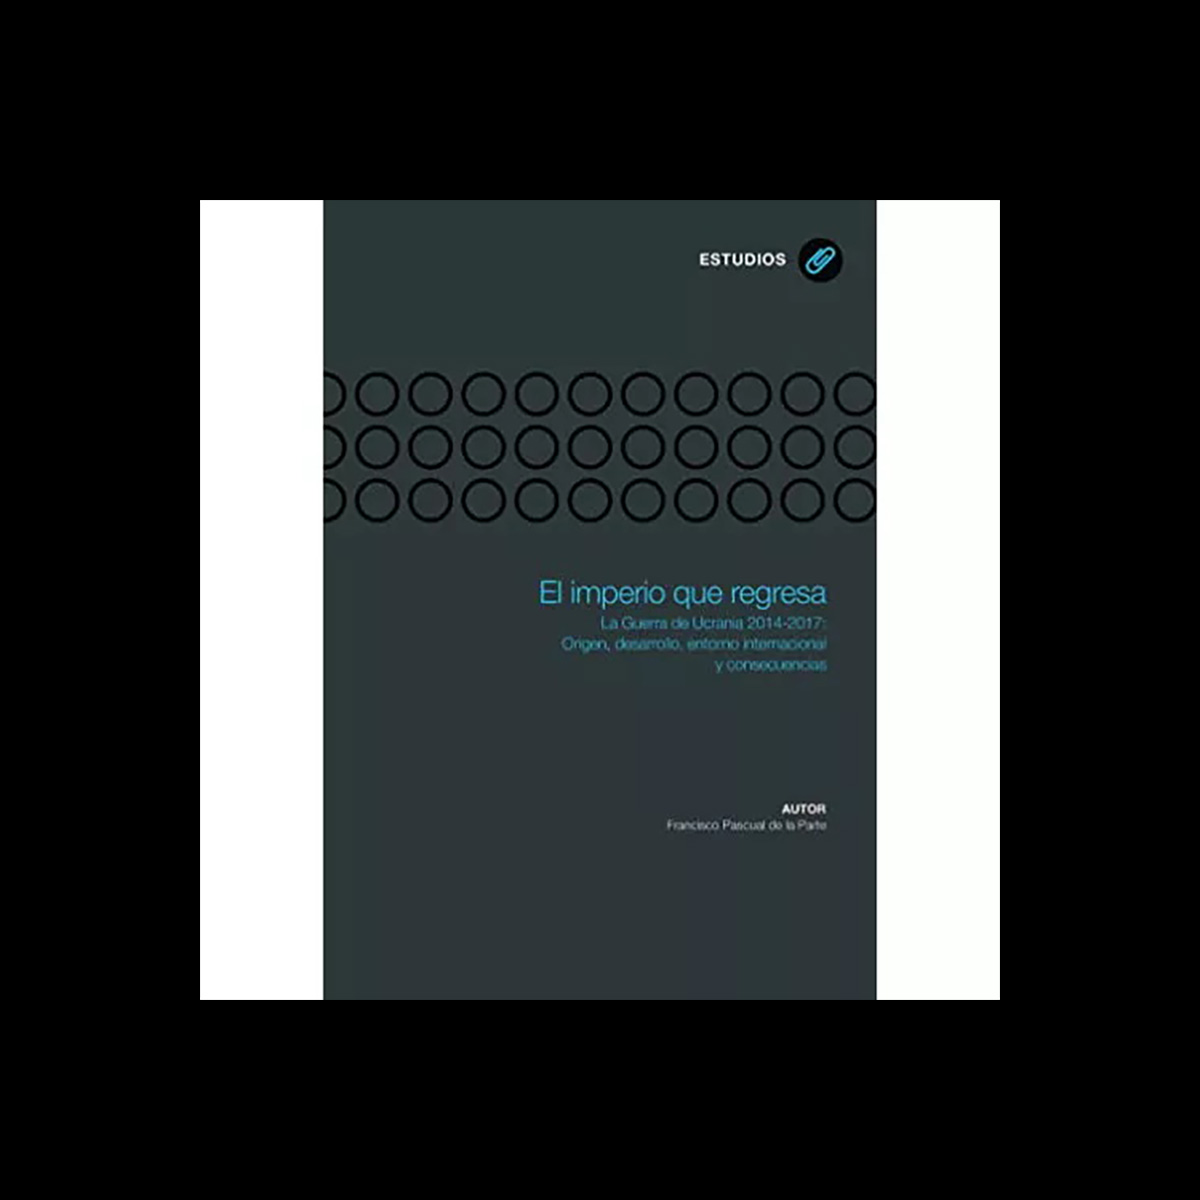 ESTUDIOS
El imperio que regresa
La Guerra de Ucrania 2014-2017:
Origen, desarrollo, entorno internacional
y consecuencias
AUTOR
Francisco Pascual de la Parte